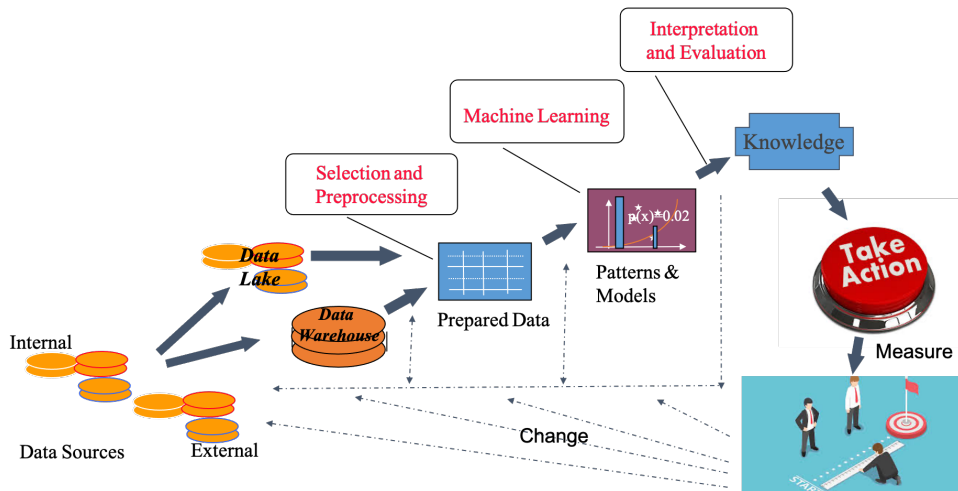 Interpretation
and Evaluation
Machine Learning
Knowledge
Selection and
Preprocessing
p(x)=0.02
Take
Action
Data
Lake
Patterns &
Models
Data
Warehouse
Prepared Data
Internal
Measure
Change
Data Sources
External
START